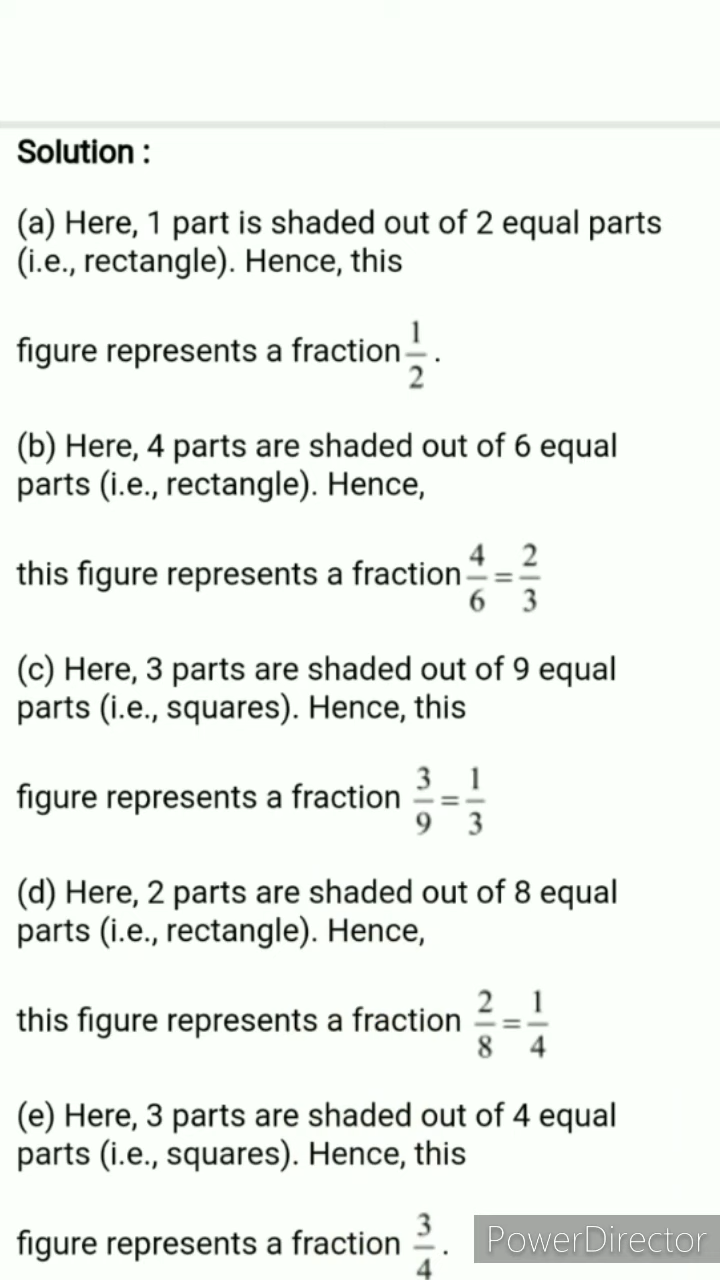 Solution :
(a) Here, 1 part is shaded out of 2 equal parts
(i.e., rectangle). Hence, this
figure represents a fraction 1/2 .
(b) Here, 4 parts are shaded out of 6 equal
parts (i.e., rectangle). Hence,
this figure represents a fraction 4/6 = 2/3
(c) Here, 3 parts are shaded out of 9 equal
parts (i.e., squares). Hence, this
figure represents a fraction 3/9 = 1/3
(d) Here, 2 parts are shaded out of 8 equal
parts (i.e., rectangle). Hence,
this figure represents a fraction 2/8 = 1/4
(e) Here, 3 parts are shaded out of 4 equal
parts (i.e., squares). Hence, this
figure represents a fraction 3/4 .
PowerDirector